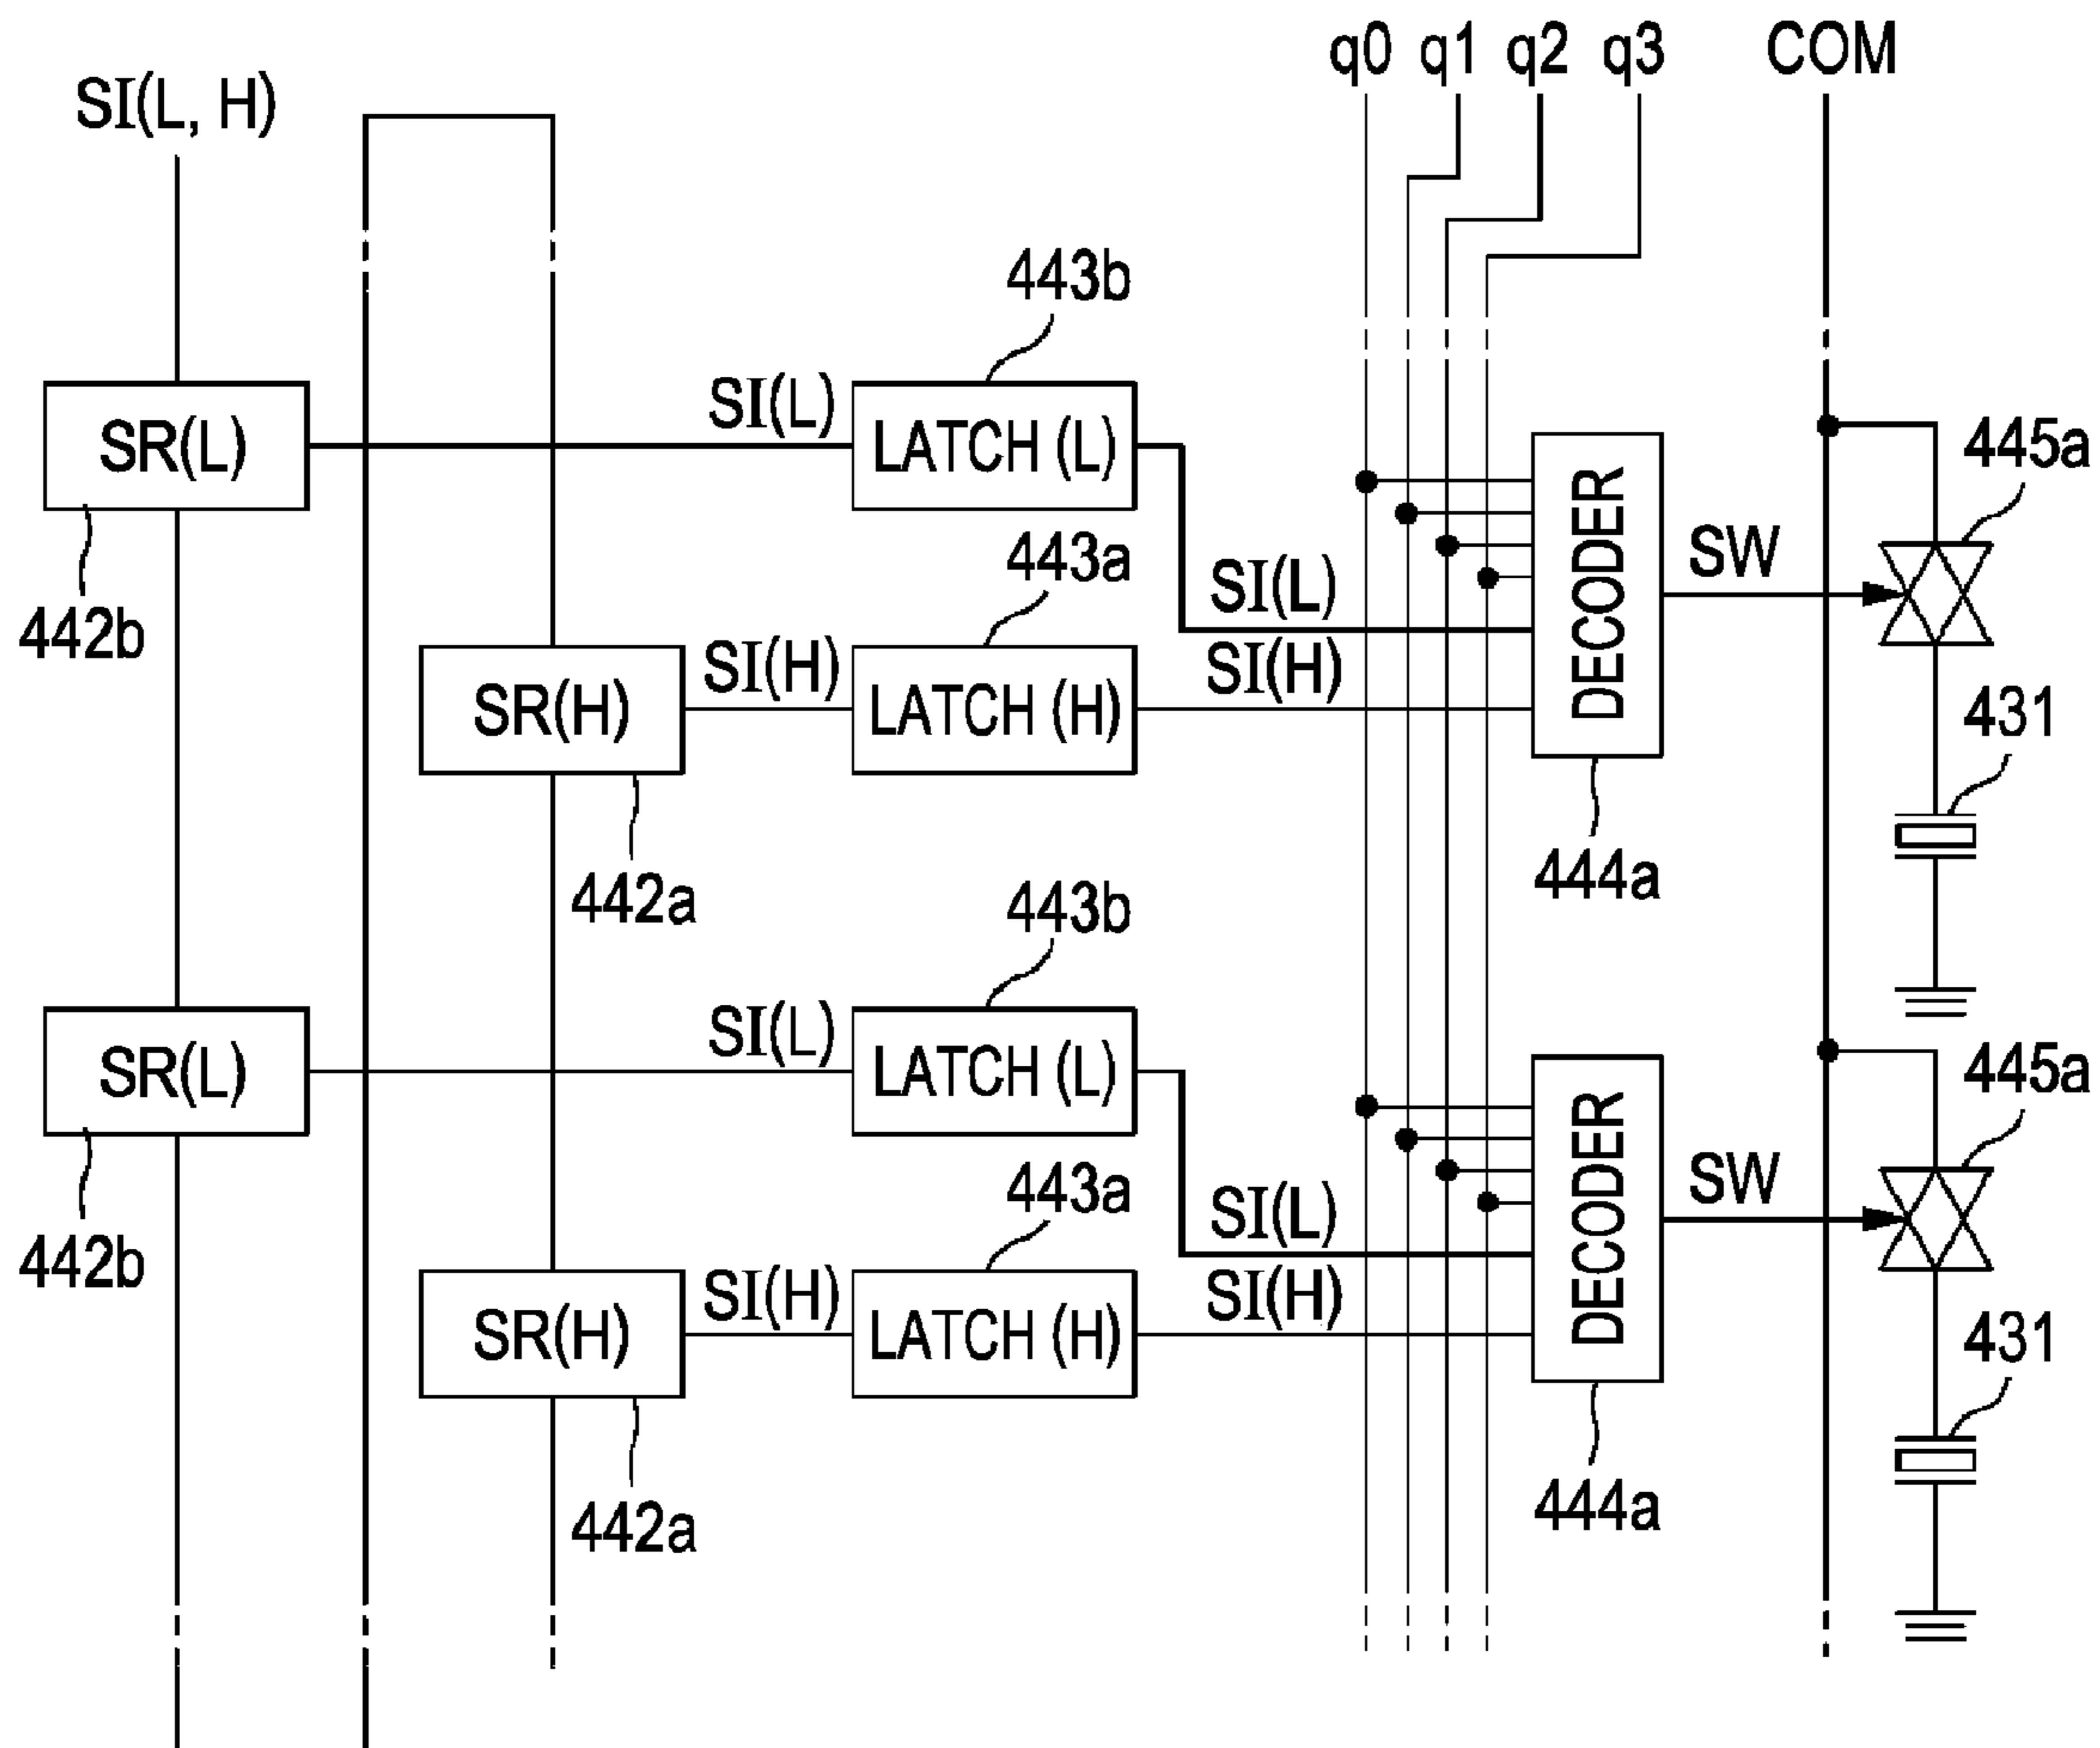 q0 q1 q2 q3 COM
SI(L, H)
443b
SR(L) SI(L) LATCH (L) 445a
443a
442b SI(L) DECODER SW
SR(H) SI(H) LATCH (H) SI(H) 431
442a 443b 444a
SR(L) SI(L) LATCH (L) 445a
443a
442b SI(L) DECODER SW
SR(H) SI(H) LATCH (H) SI(H) 431
442a 444a